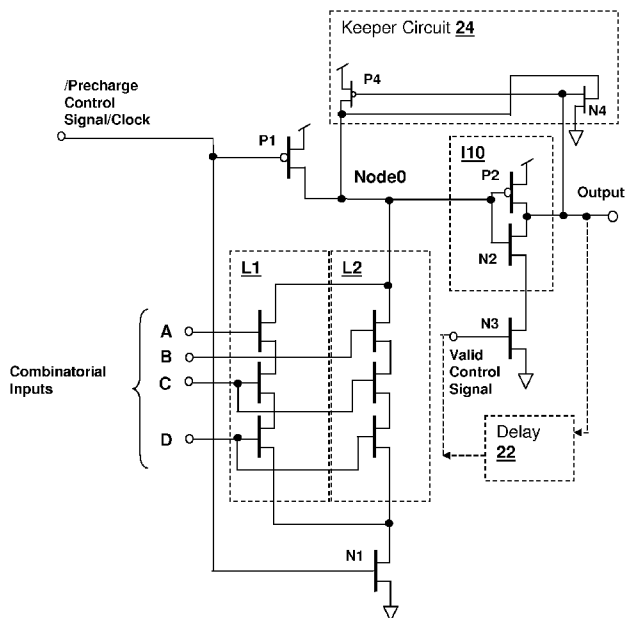 Keeper Circuit 24
P4
N4
/Precharge
Control
Signal/Clock
P1
Node0
I10
P2
Output
N2
L1
L2
N3
A
B
C
D
Combinatorial
Inputs
Valid
Control
Signal
Delay
22
N1